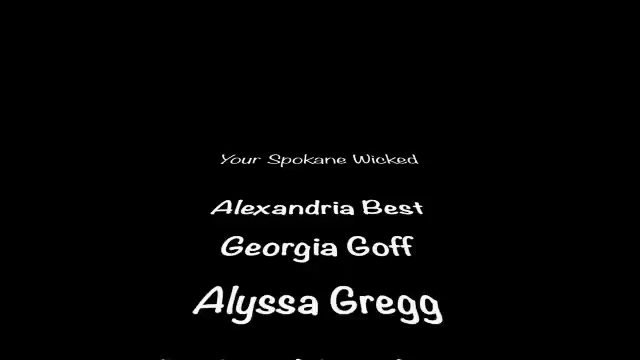 Your Spokane Wicked
Alexandria Best
Georgia Goff
Alyssa Gregg